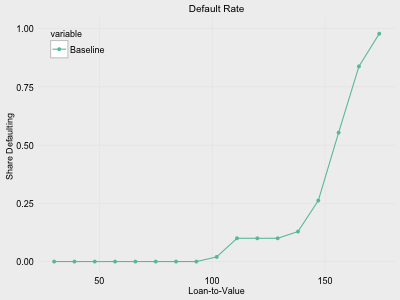 Default Rate
variable
Baseline
Share Defaulting
1.00
0.75
0.50
0.25
0.00
50
100
150
Loan-to-Value